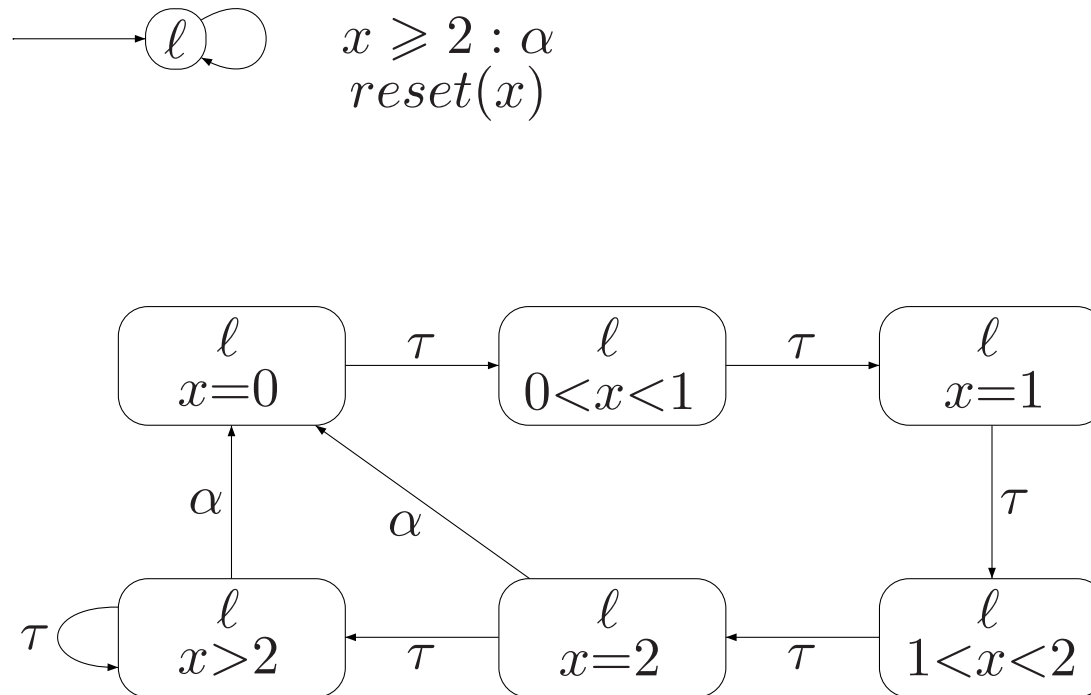 ℓ
x ⩾ 2 : α
reset(x)
ℓ
x=0
τ
ℓ
0<x<1
τ
ℓ
x=1
α
α
τ
τ
ℓ
x>2
τ
ℓ
x=2
τ
ℓ
1<x<2